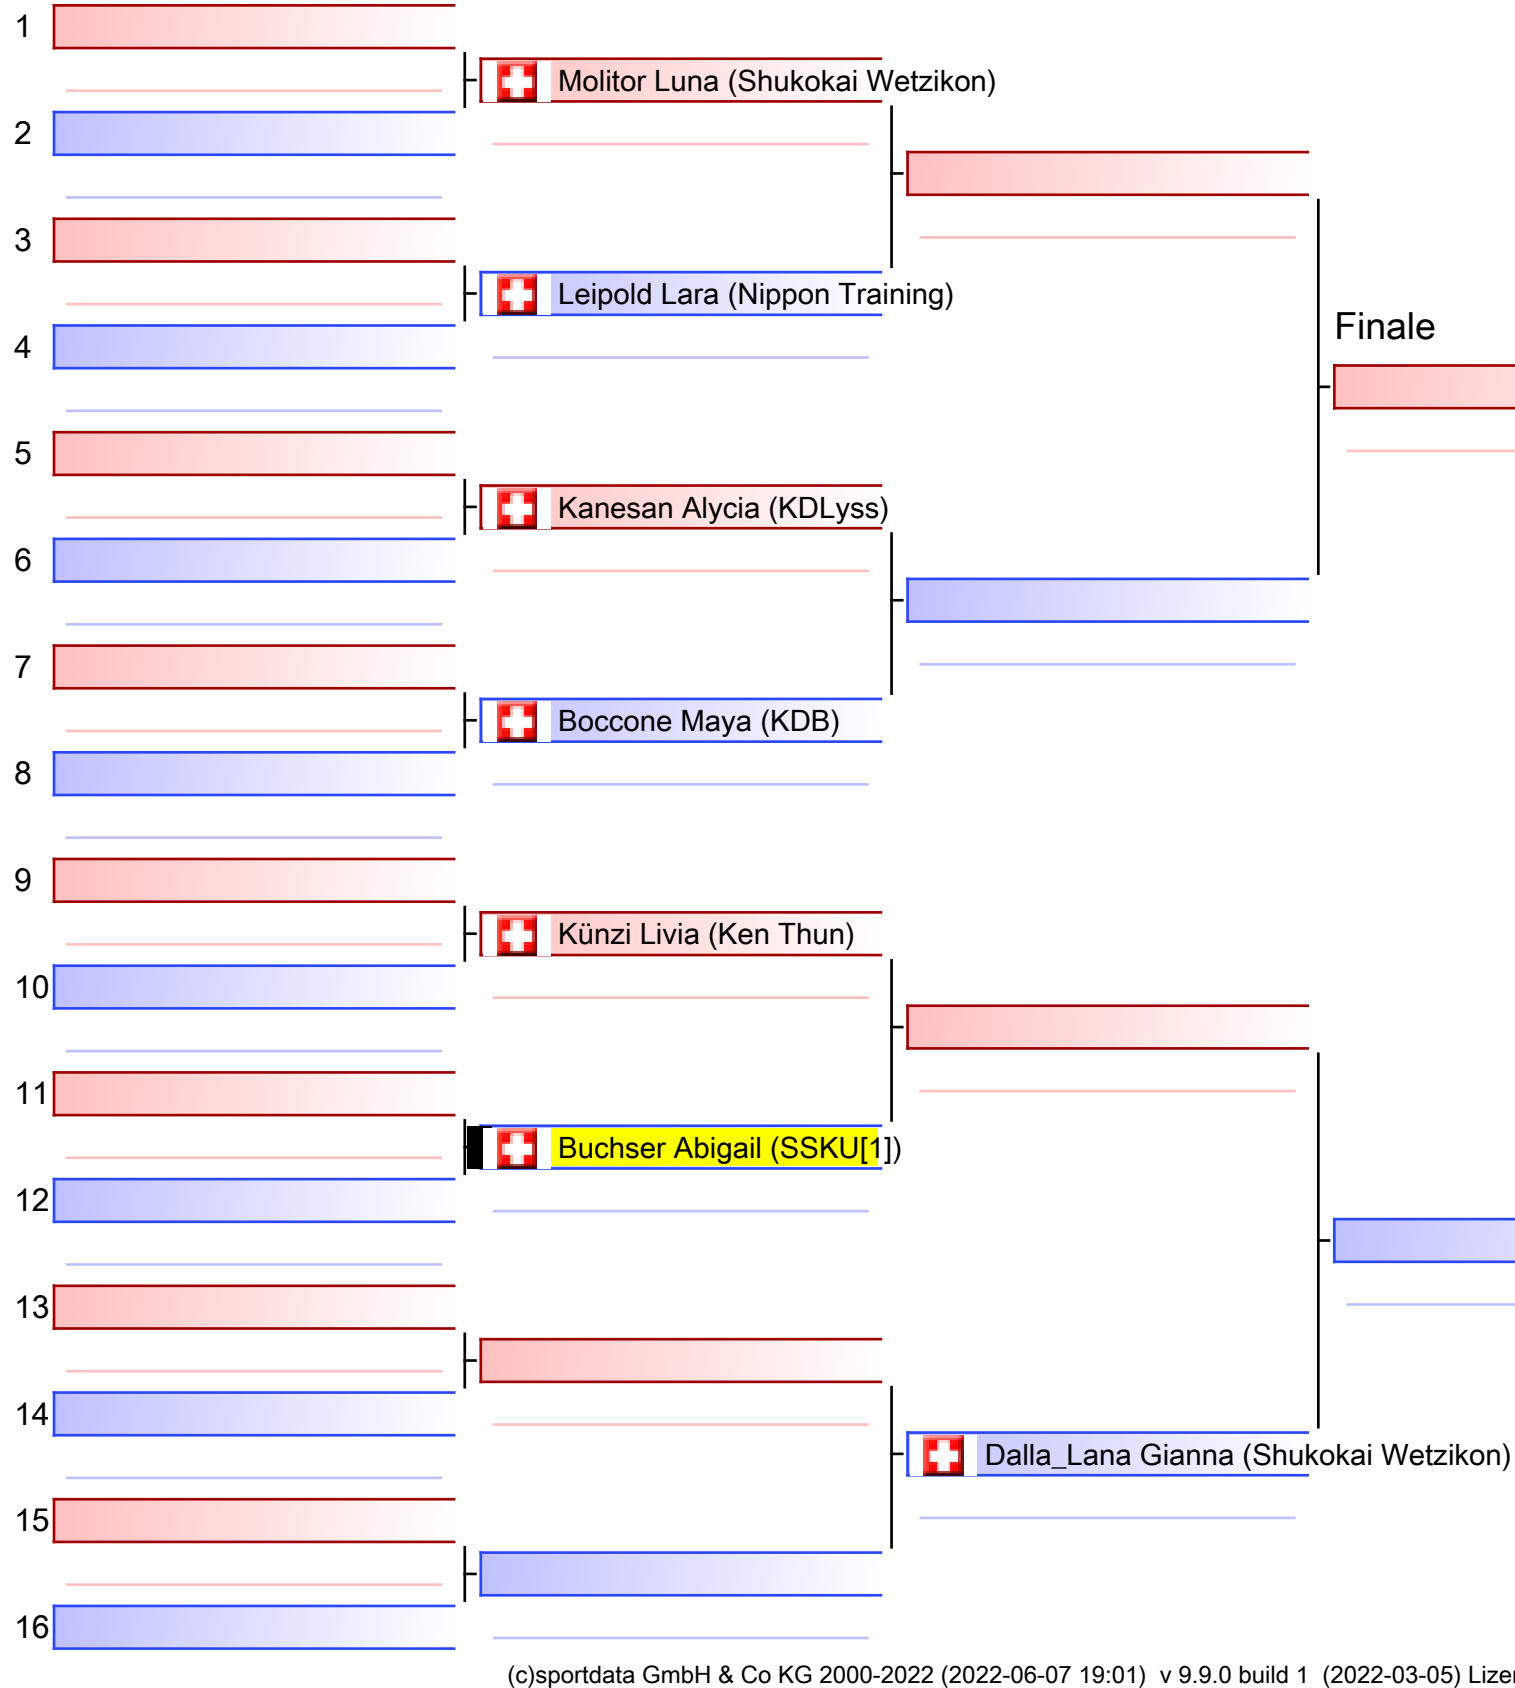 1
Molitor Luna (Shukokai Wetzikon)
2
3
Leipold Lara (Nippon Training)
Finale
4
5
Kanesan Alycia (KDLyss)
6
7
Boccone Maya (KDB)
8
9
Künzi Livia (Ken Thun)
10
11
Buchser Abigail (SSKU[1])
12
13
14
Dalla_Lana Gianna (Shukokai Wetzikon)
15
16
(c)sportdata GmbH & Co KG 2000-2022 (2022-06-07 19:01) v 9.9.0 build 1 (2022-03-05) Lizen